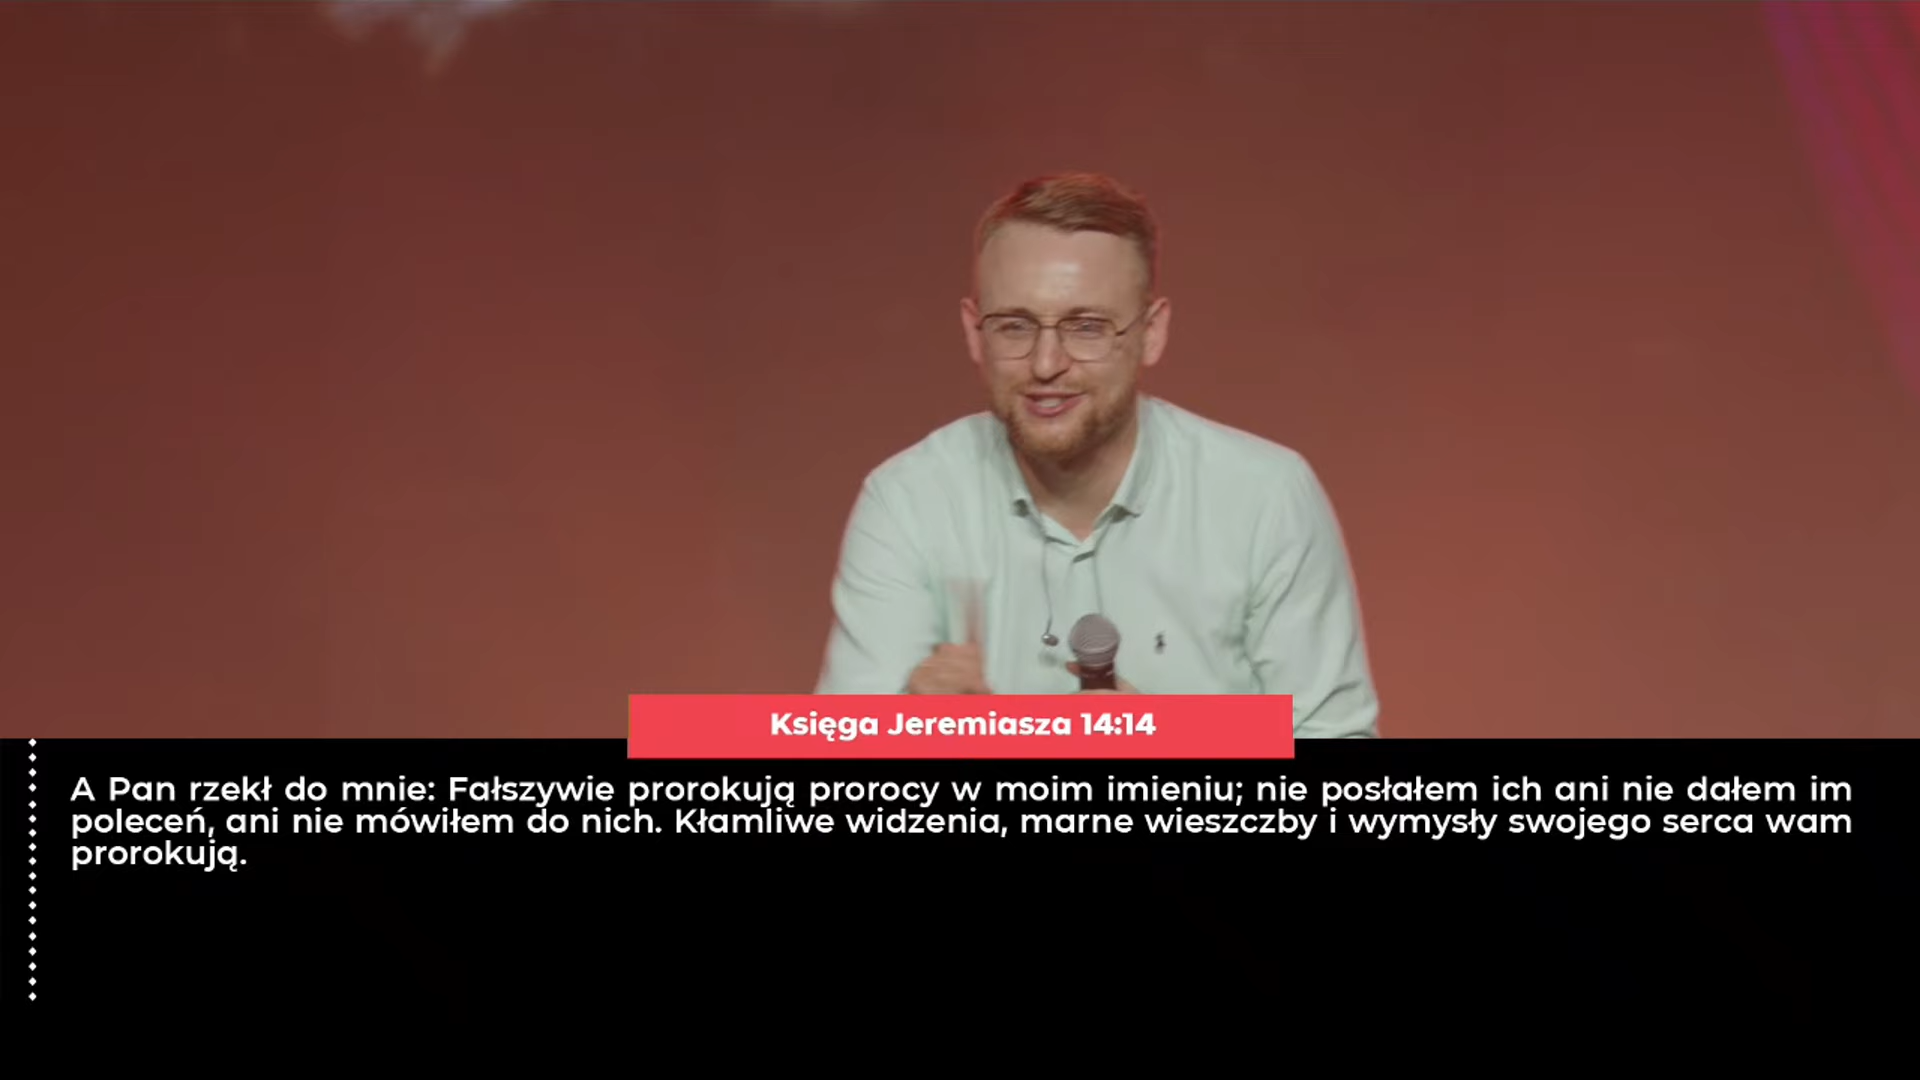 Księga Jeremiasza 14:14
A Pan rzekł do mnie: Fałszywie prorokują prorocy w moim imieniu; nie posłałem ich ani nie dałem im
poleceń, ani nie mówiłem do nich. Kłamliwe widzenia, marne wieszczby i wymysły swojego serca wam
prorokują.